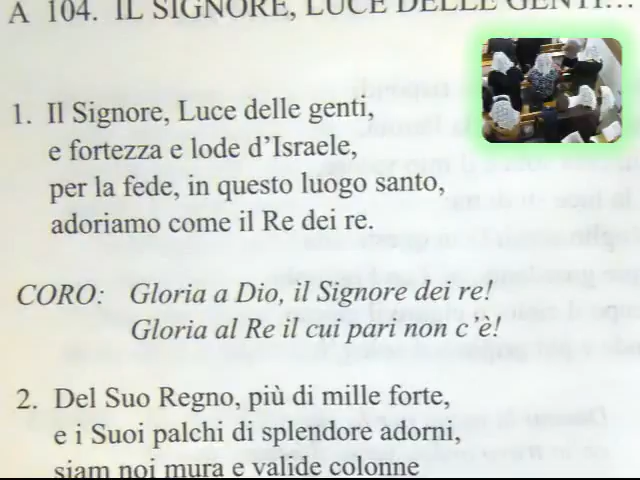 A 104. IL SIGNORE, LUCE DELLE GENTI...
1. Il Signore, Luce delle genti,
e fortezza e lode d'Israele,
per la fede, in questo luogo santo,
adoriamo come il Re dei re.
CORO: Gloria a Dio, il Signore dei re!
Gloria al Re il cui pari non c'è!
2. Del Suo Regno, più di mille forte,
e i Suoi palchi di splendore adorni,
siam noi mura e valide colonne